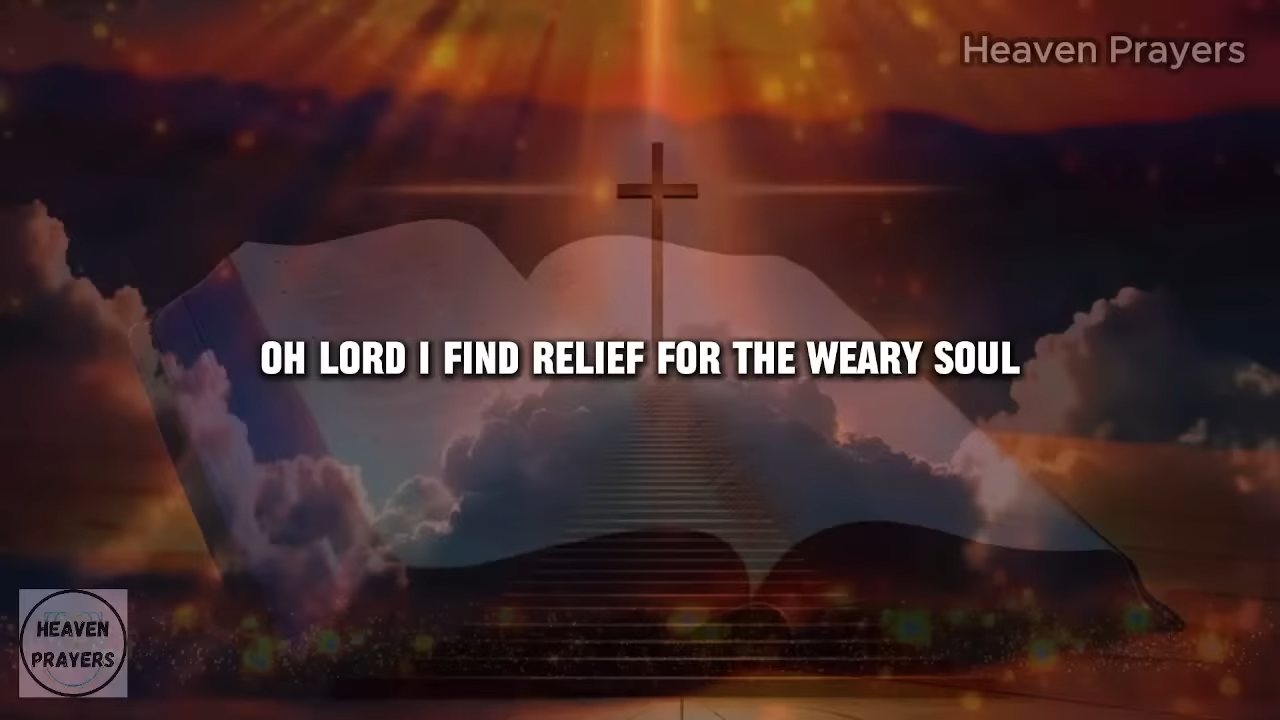 Heaven Prayers
OH LORD I FIND RELIEF FOR THE WEARY SOUL
HEAVEN
PRAYERS